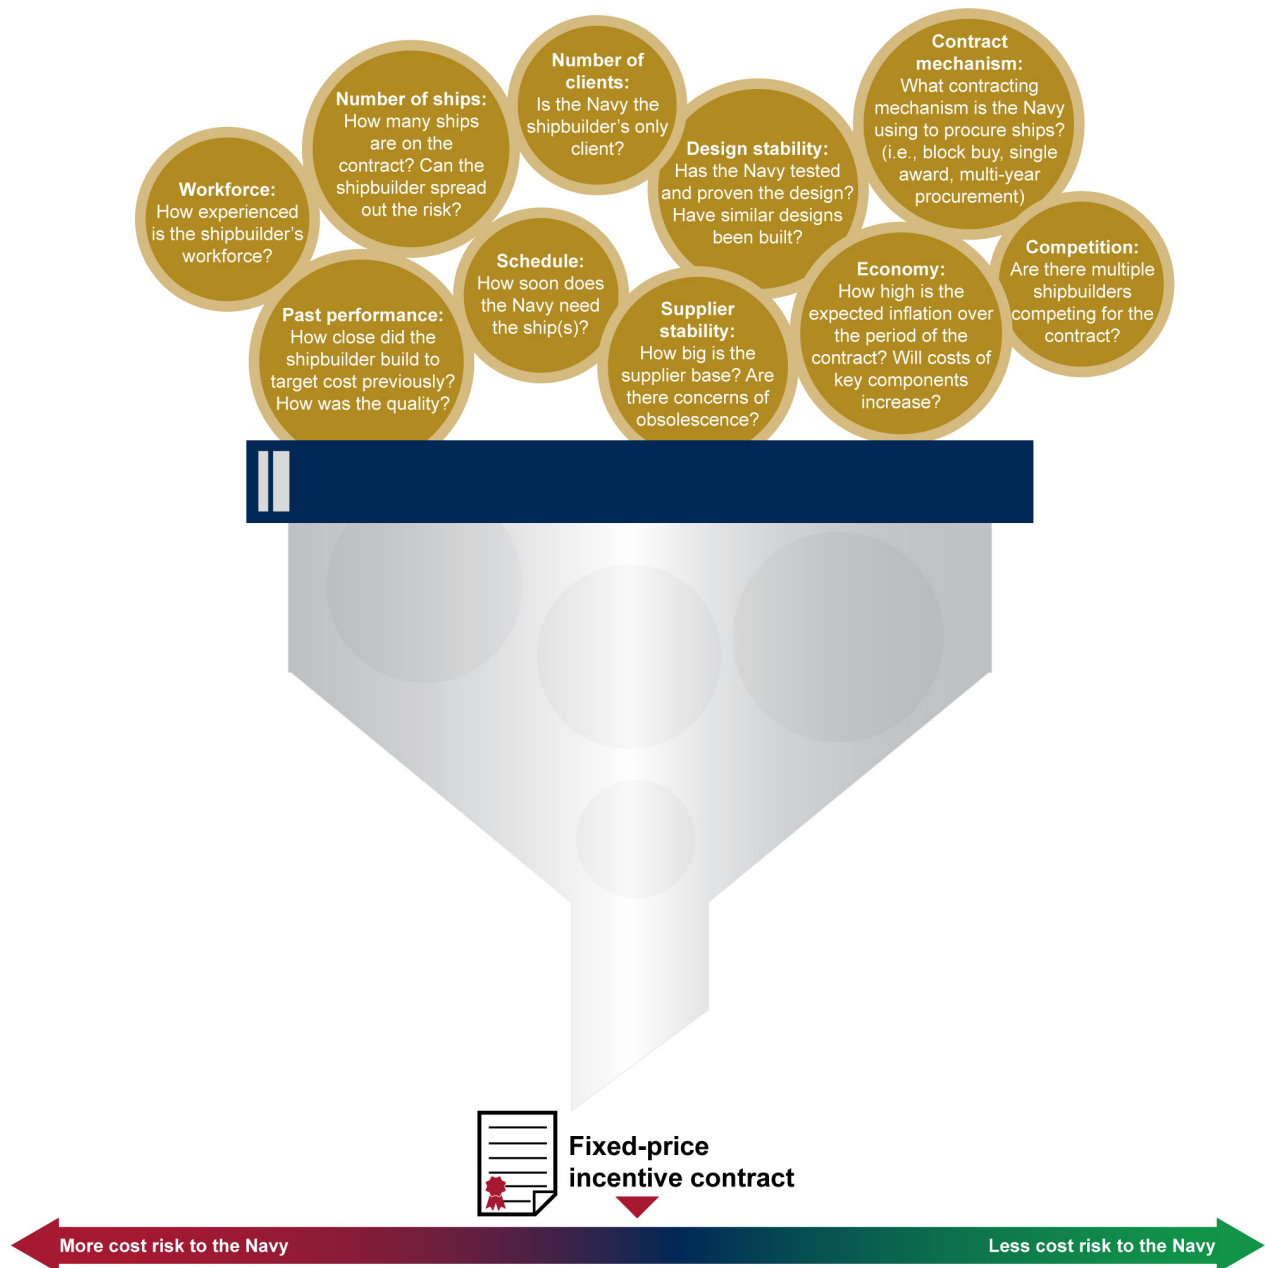 Workforce:
How experienced
is the shipbuilder's
workforce?
Number of ships:
How many ships
are on the
contract? Can the
shipbuilder spread
out the risk?
Number of
clients:
Is the Navy the
shipbuilder's only
client?
Design stability:
Has the Navy tested
and proven the design?
Have similar designs
been built?
Contract
mechanism:
What contracting
mechanism is the Navy
using to procure ships?
(i.e., block buy, single
award, multi-year
procurement)
Past performance:
How close did the
shipbuilder build to
target cost previously?
How was the quality?
Schedule:
How soon does
the Navy need
the ship(s)?
Supplier
stability:
How big is the
supplier base? Are
there concerns of
obsolescence?
Economy:
How high is the
expected inflation over
the period of the
contract? Will costs of
key components
increase?
Competition:
Are there multiple
shipbuilders
competing for the
contract?
Fixed-price
incentive contract
More cost risk to the Navy
Less cost risk to the Navy